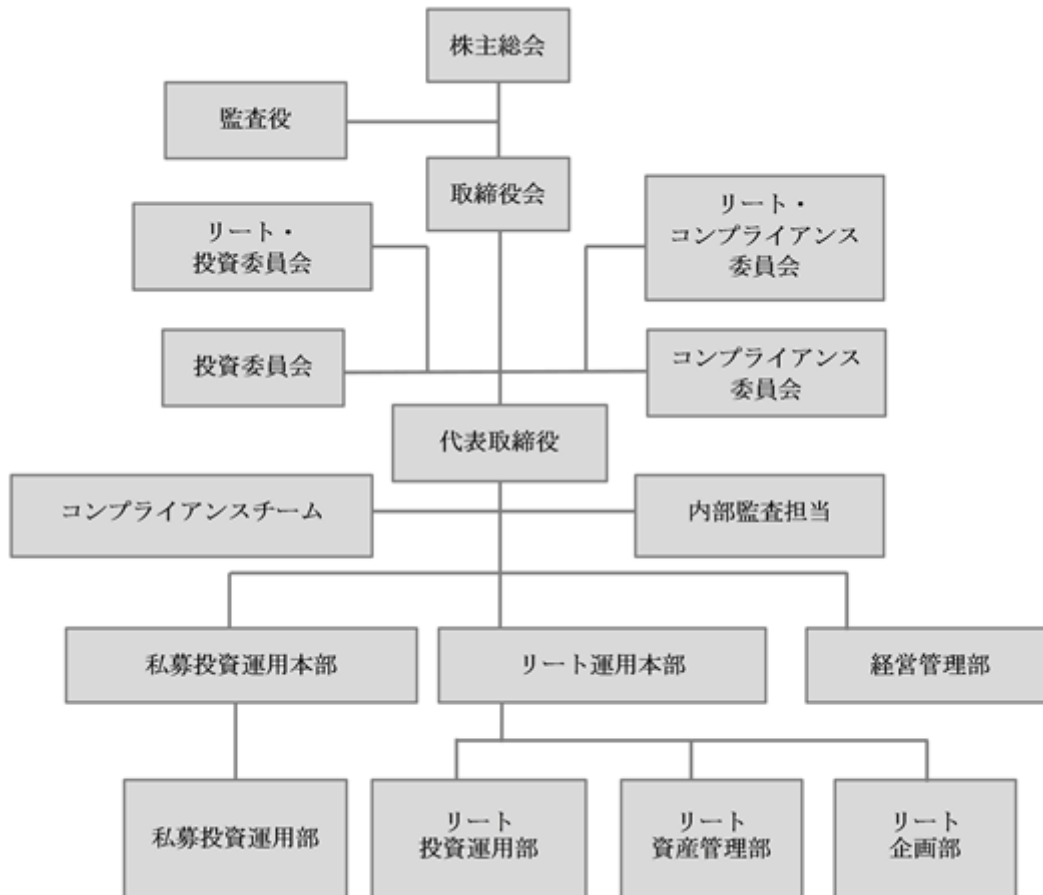 株主総会
監査役
取締役会
リート・
投資委員会
リート・
コンプライアンス
委員会
投資委員会
コンプライアンス
委員会
代表取締役
コンプライアンスチーム
内部監査担当
私募投資運用本部
リート運用本部
経営管理部
私募投資運用部
リート
投資運用部
リート
資産管理部
リート
企画部